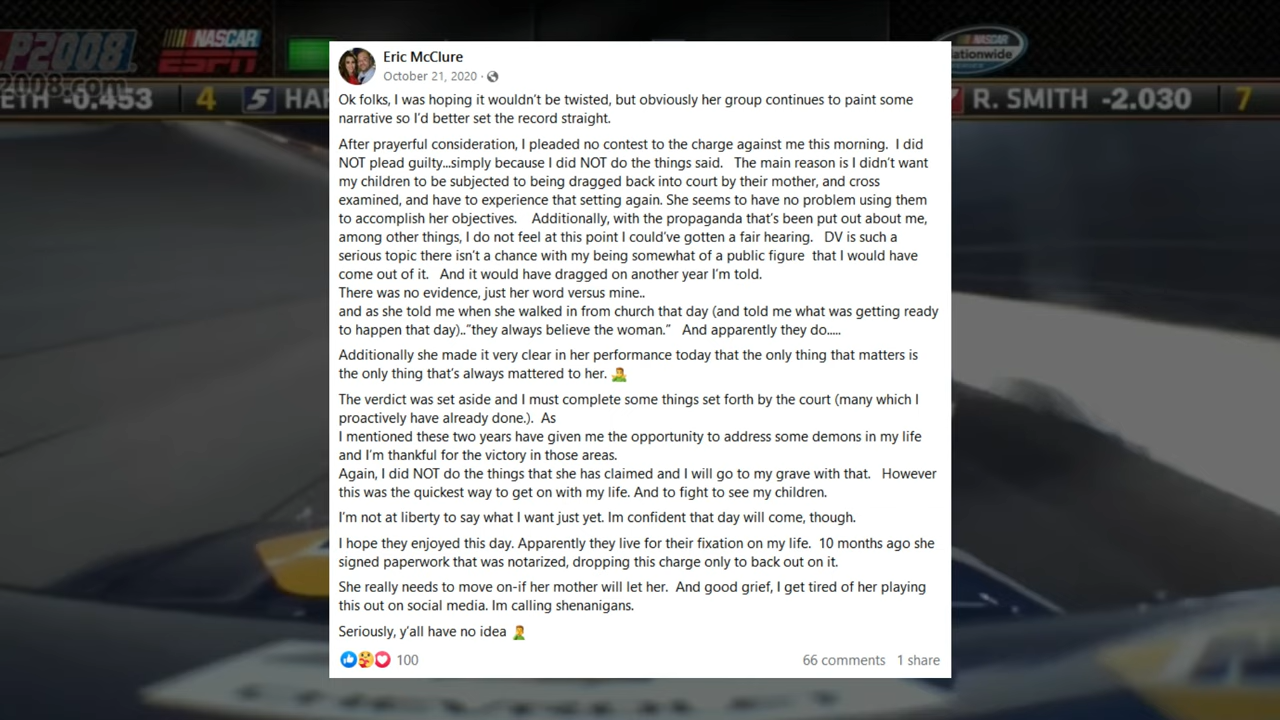 P2008
NASCAR
ESPN
2008.com
NASCAR
Nationwide
ETH -0.453
4
5
HAR
R. SMITH -2.030
7
Eric McClure
October 21, 2020 ·
Ok folks, I was hoping it wouldn't be twisted, but obviously her group continues to paint some
narrative so I'd better set the record straight.
After prayerful consideration, I pleaded no contest to the charge against me this morning.  I did
NOT plead guilty...simply because I did NOT do the things said.   The main reason is I didn't want
my children to be subjected to being dragged back into court by their mother, and cross
examined, and have to experience that setting again. She seems to have no problem using them
to accomplish her objectives.    Additionally, with the propaganda that's been put out about me,
among other things, I do not feel at this point I could've gotten a fair hearing.   DV is such a
serious topic there isn't a chance with my being somewhat of a public figure  that I would have
come out of it.   And it would have dragged on another year I'm told.
There was no evidence, just her word versus mine..
and as she told me when she walked in from church that day (and told me what was getting ready
to happen that day).."they always believe the woman."   And apparently they do.....
Additionally she made it very clear in her performance today that the only thing that matters is
the only thing that's always mattered to her. 🤷‍♂️
The verdict was set aside and I must complete some things set forth by the court (many which I
proactively have already done.).  As
I mentioned these two years have given me the opportunity to address some demons in my life
and I'm thankful for the victory in those areas.
Again, I did NOT do the things that she has claimed and I will go to my grave with that.   However
this was the quickest way to get on with my life. And to fight to see my children.
I'm not at liberty to say what I want just yet. Im confident that day will come, though.
I hope they enjoyed this day. Apparently they live for their fixation on my life.  10 months ago she
signed paperwork that was notarized, dropping this charge only to back out on it.
She really needs to move on-if her mother will let her.  And good grief, I get tired of her playing
this out on social media. Im calling shenanigans.
Seriously, y'all have no idea 🤦‍♂️
100
66 comments   1 share
CHEVROLET